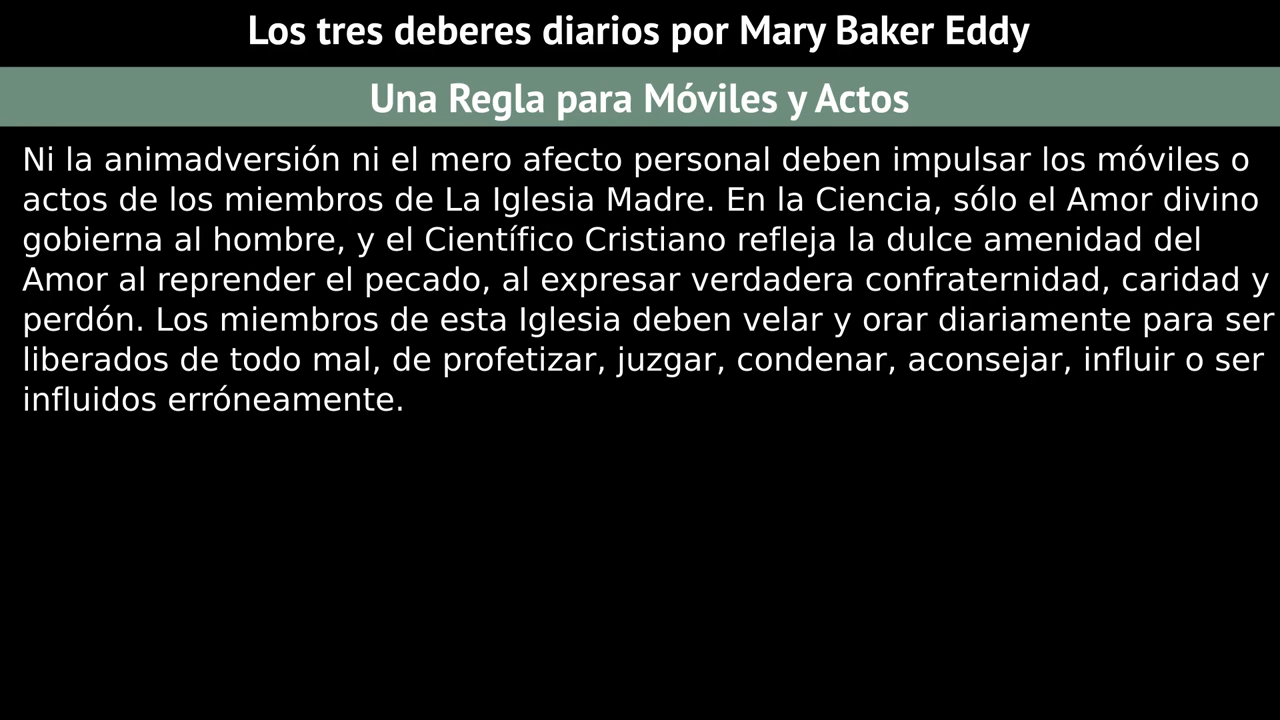 Los tres deberes diarios por Mary Baker Eddy
Una Regla para Móviles y Actos
Ni la animadversión ni el mero afecto personal deben impulsar los móviles o
actos de los miembros de La Iglesia Madre. En la Ciencia, sólo el Amor divino
gobierna al hombre, y el Científico Cristiano refleja la dulce amenidad del
Amor al reprender el pecado, al expresar verdadera confraternidad, caridad y
perdón. Los miembros de esta Iglesia deben velar y orar diariamente para ser
liberados de todo mal, de profetizar, juzgar, condenar, aconsejar, influir o ser
influidos erróneamente.